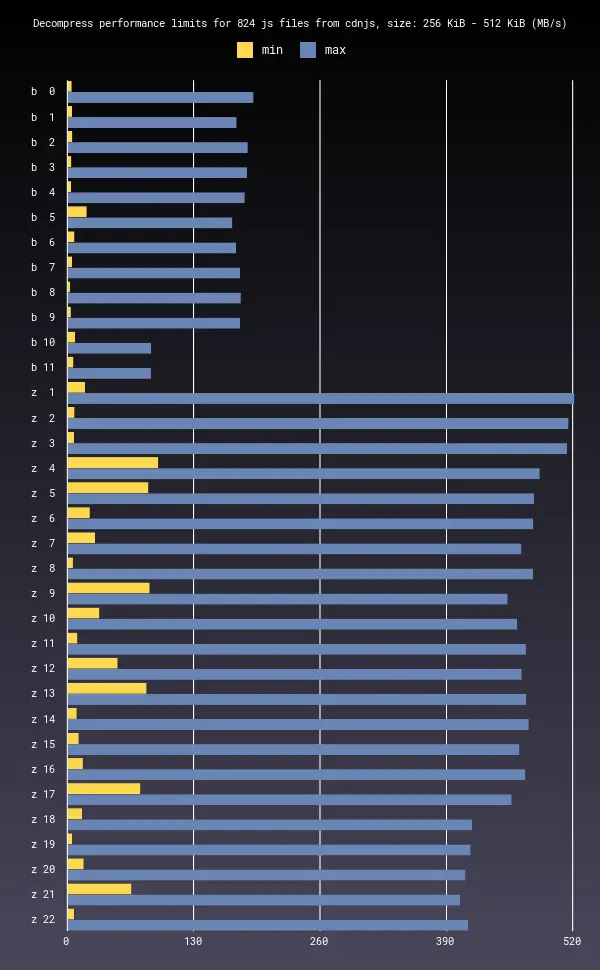 Decompress performance limits for 824 js files from cdnjs, size: 256 KiB - 512 KiB (MB/s)
min max
b 0
b 1
b 2
b 3
b 4
b 5
b 6
b 7
b 8
b 9
b 10
b 11
z 1
z 2
z 3
z 4
z 5
z 6
z 7
z 8
z 9
z 10
z 11
z 12
z 13
z 14
z 15
z 16
z 17
z 18
z 19
z 20
z 21
z 22
0 130 260 390 520